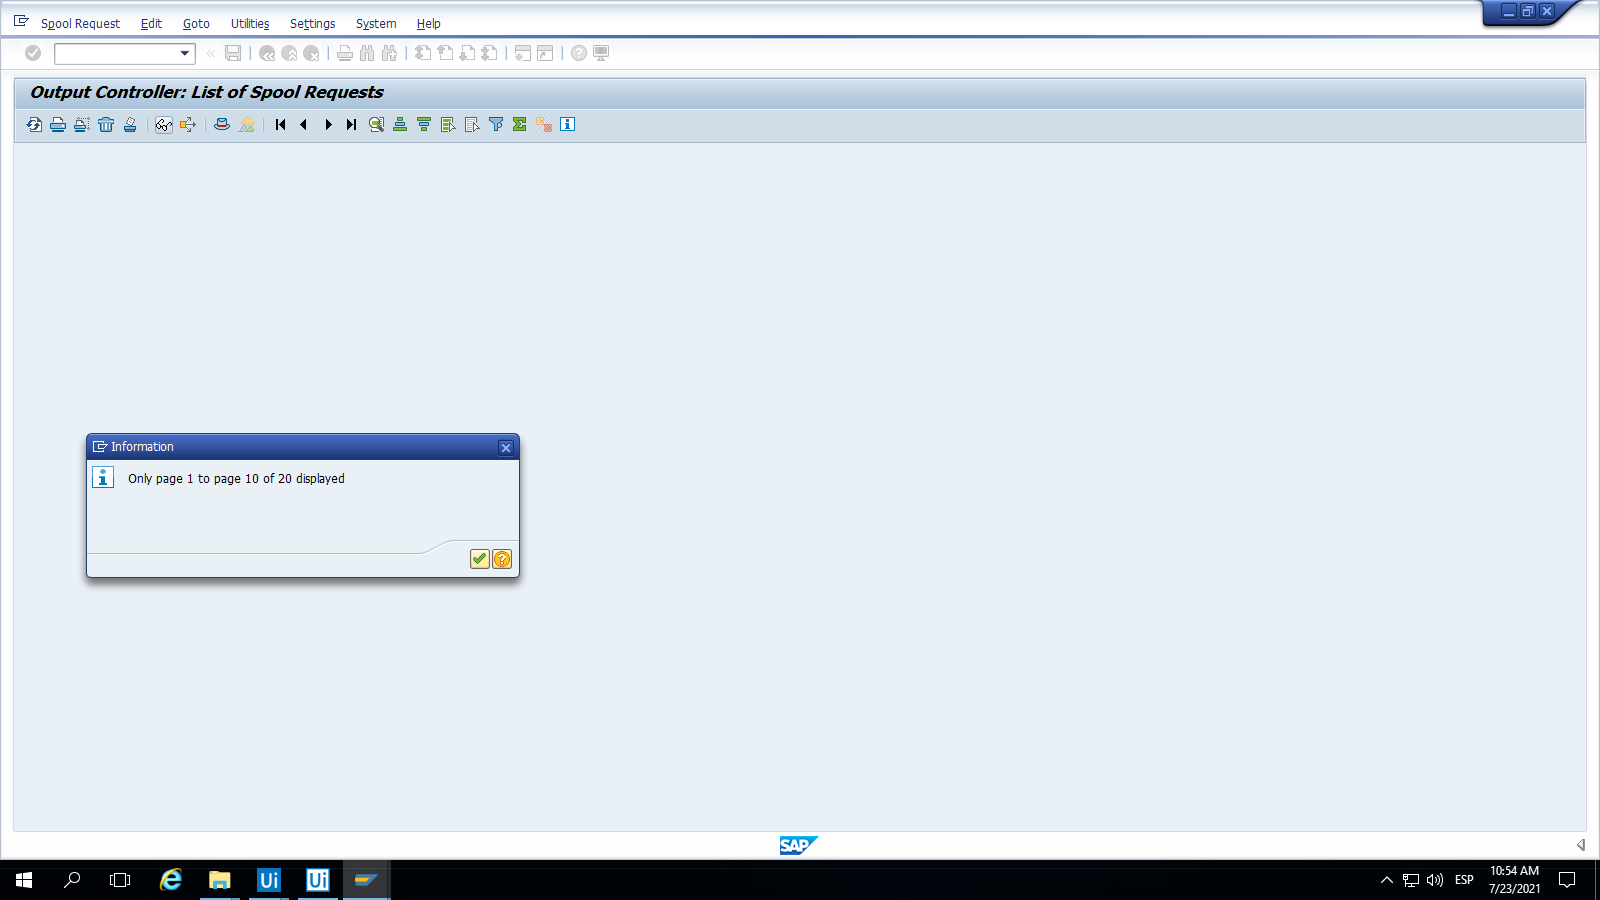 Spool Request Edit Goto Utilities Settings System Help
Output Controller: List of Spool Requests
Information
Only page 1 to page 10 of 20 displayed
SAP
Ui Ui ESP 10:54 AM
7/23/2021